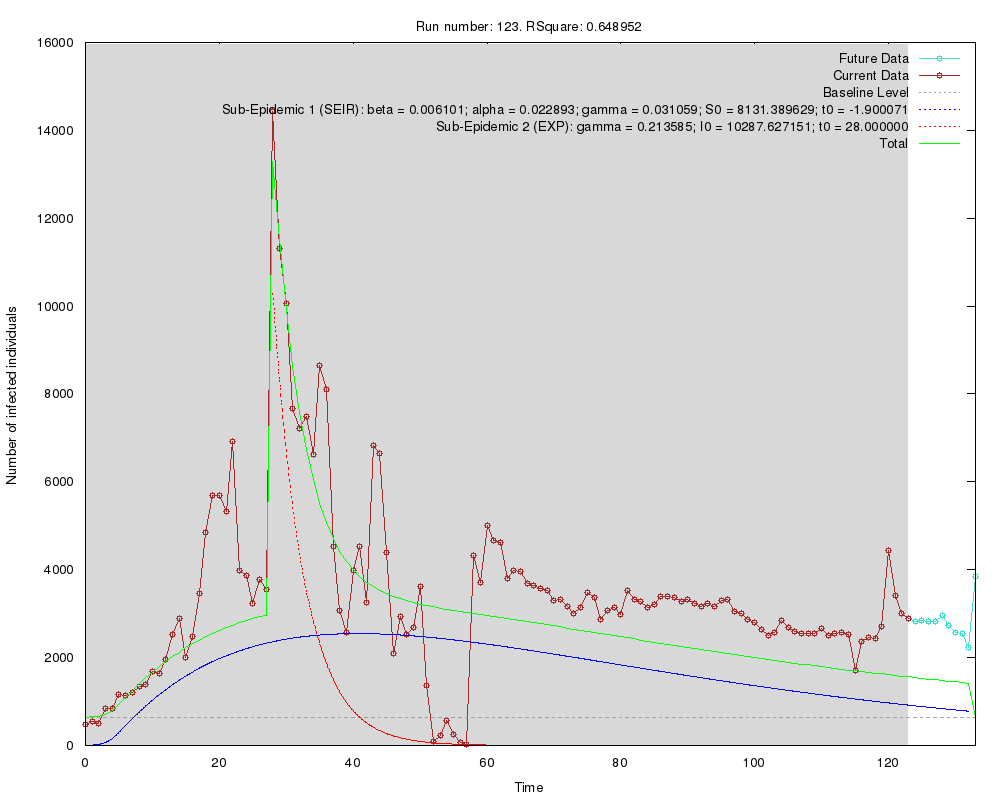 Run number: 123. RSquare: 0.648952
16000
14000
12000
10000
8000
6000
4000
2000
0
Number of infected individuals
Future Data
Current Data
Baseline Level
Sub-Epidemic 1 (SEIR): beta = 0.006101; alpha = 0.022893; gamma = 0.031059; S0 = 8131.389629; t0 = -1.900071
Sub-Epidemic 2 (EXP): gamma = 0.213585; I0 = 10287.627151; t0 = 28.000000
Total
0 20 40 60 80 100 120
Time